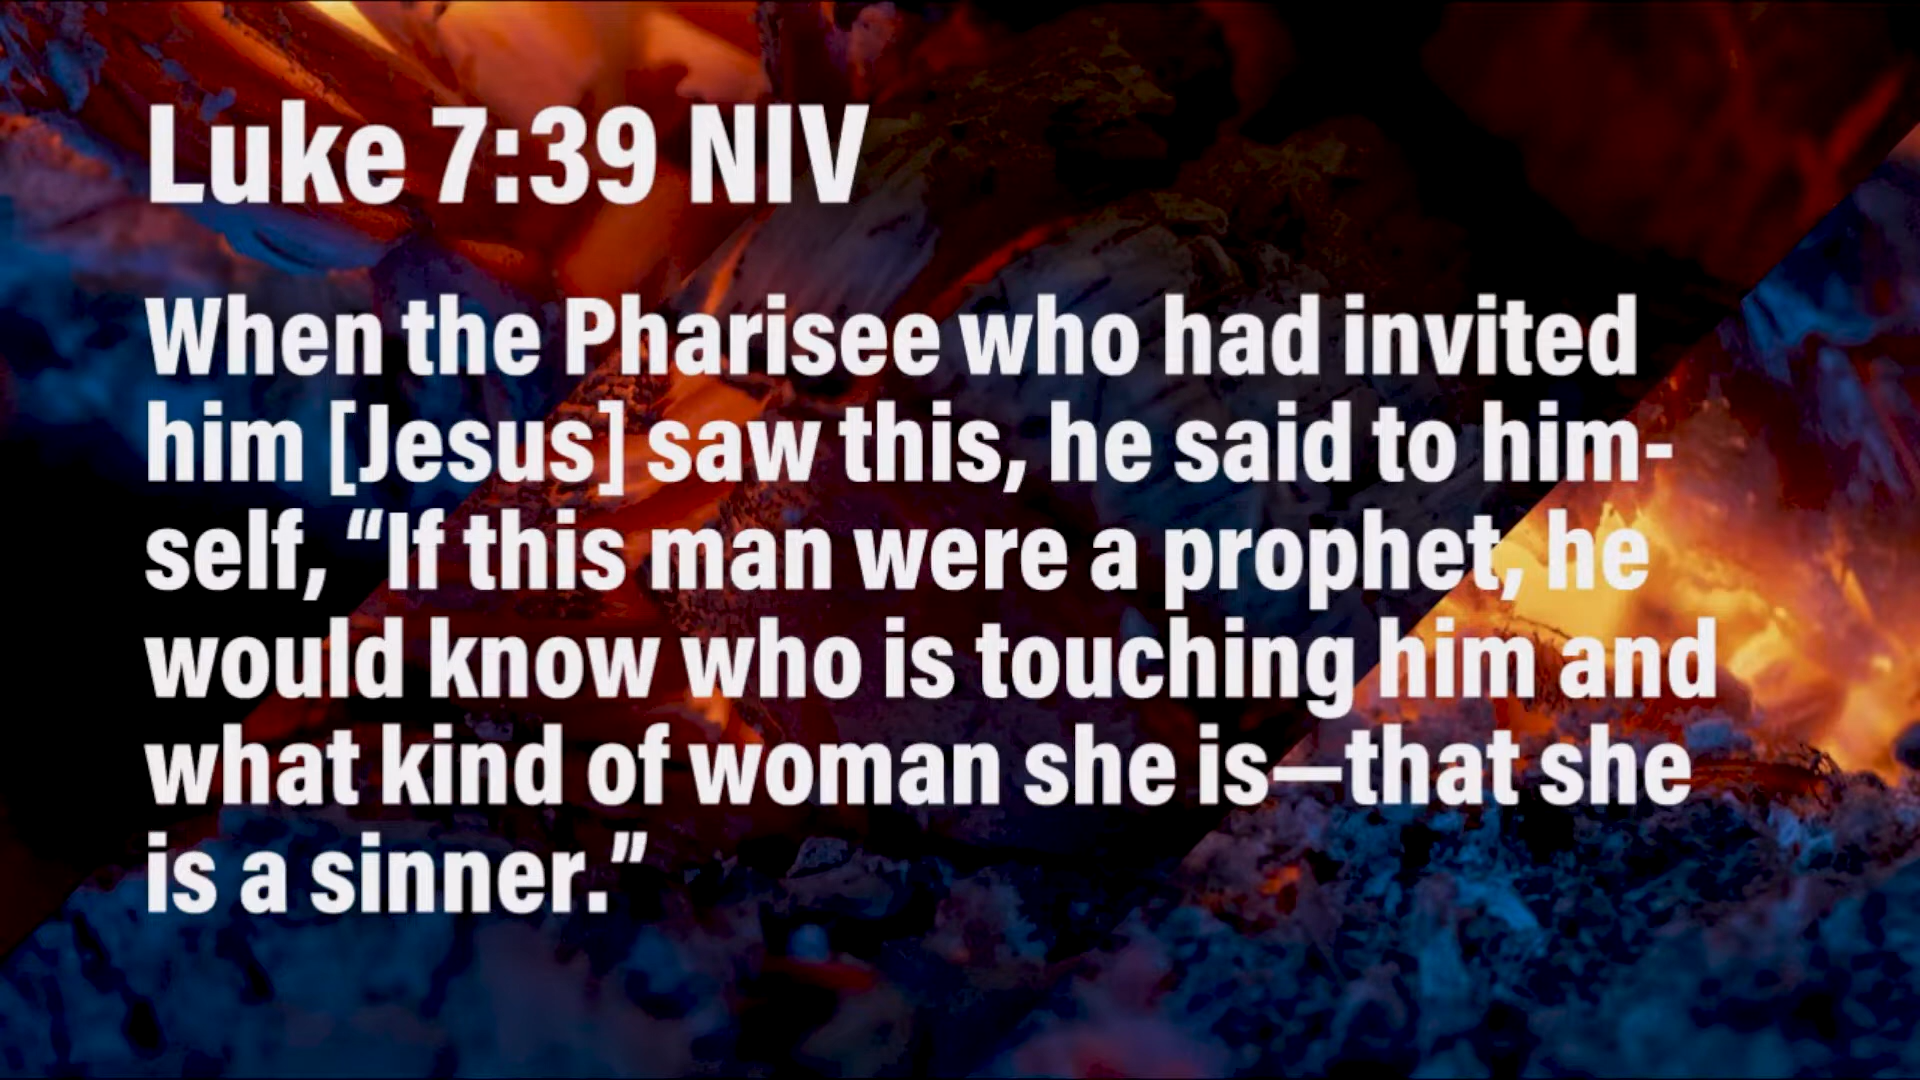 Luke 7:39 NIV
When the Pharisee who had invited
him [Jesus] saw this, he said to him-
self, “If this man were a prophet, he
would know who is touching him and
what kind of woman she is—that she
is a sinner.”